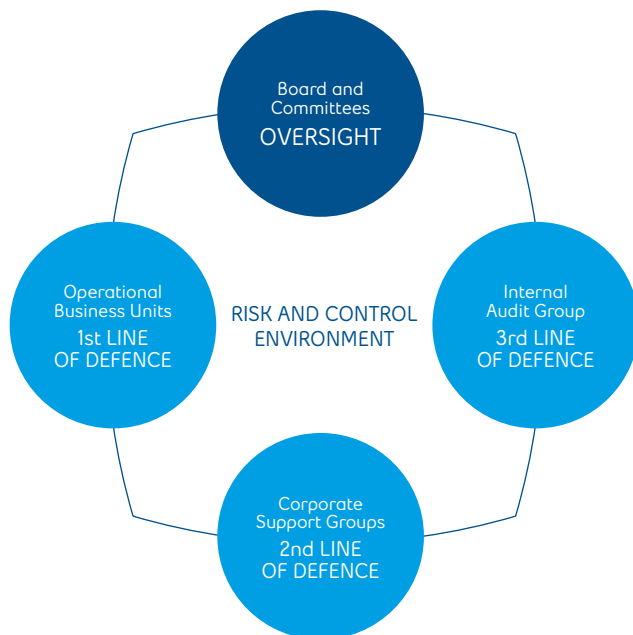 Board and
Committees
OVERSIGHT
Operational
Business Units
1st LINE
OF DEFENCE
RISK AND CONTROL
ENVIRONMENT
Internal
Audit Group
3rd LINE
OF DEFENCE
Corporate
Support Groups
2nd LINE
OF DEFENCE